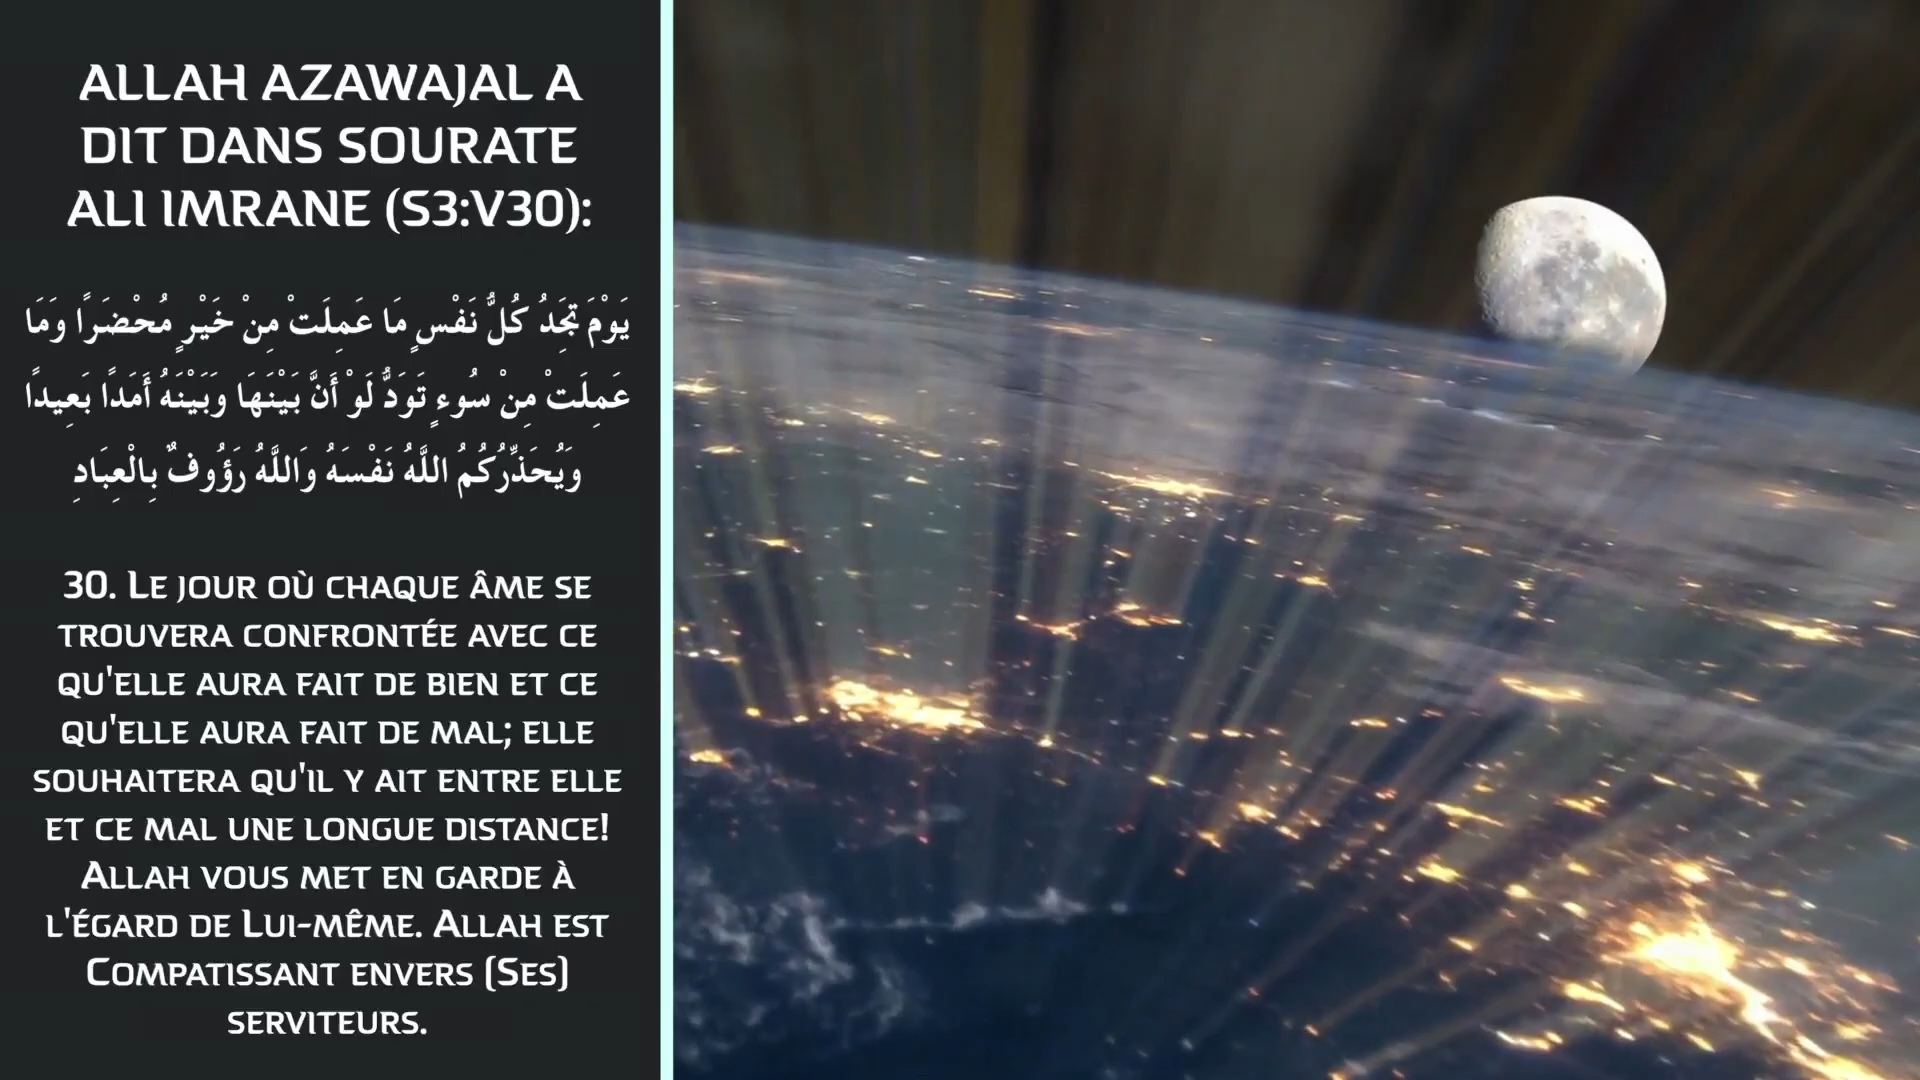 ALLAH AZAWAJAL A
DIT DANS SOURATE
ALI IMRANE (S3:V30):
يَوْمَ تَجِدُ كُلُّ نَفْسٍ مَا عَمِلَتْ مِنْ خَيْرٍ مُحْضَرًا وَمَا
عَمِلَتْ مِنْ سُوءٍ تَوَدُّ لَوْ أَنَّ بَيْنَهَا وَبَيْنَهُ أَمَدًا بَعِيدًا
وَيُحَذِّرُكُمُ اللَّهُ نَفْسَهُ وَاللَّهُ رَؤُوفٌ بِالْعِبَادِ
30. LE JOUR OÙ CHAQUE ÂME SE
TROUVERA CONFRONTÉE AVEC CE
QU'ELLE AURA FAIT DE BIEN ET CE
QU'ELLE AURA FAIT DE MAL; ELLE
SOUHAITERA QU'IL Y AIT ENTRE ELLE
ET CE MAL UNE LONGUE DISTANCE!
ALLAH VOUS MET EN GARDE À
L'ÉGARD DE LUI-MÊME. ALLAH EST
COMPATISSANT ENVERS (SES)
SERVITEURS.